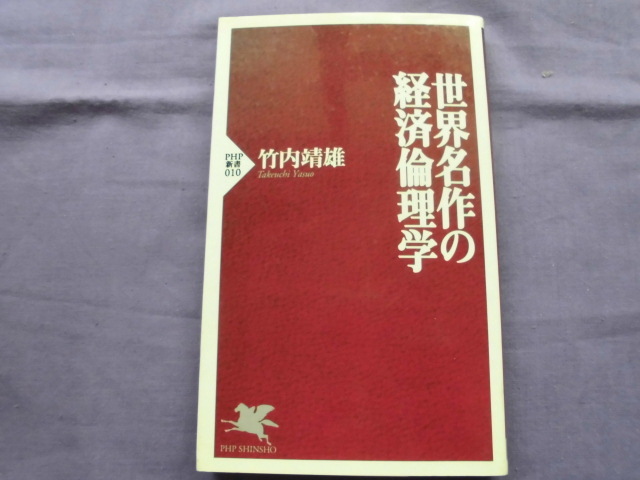 世界名作の
経済倫理学
竹内靖雄
Takeuchi Yasuo
PHP
新書
010
PHP SHINSHO